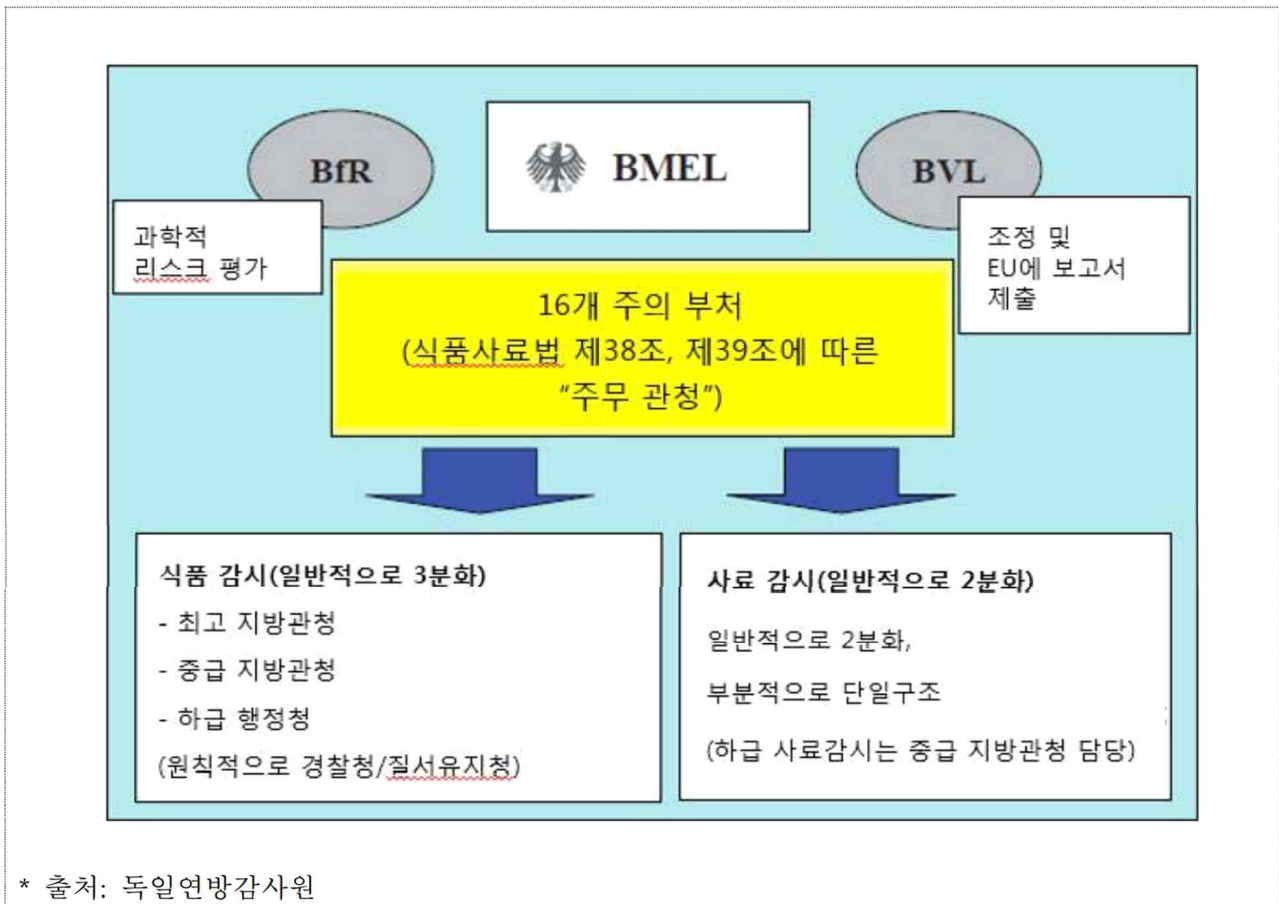 BfR
BMEL
BVL
과학적
리스크 평가
조정 및
EU에 보고서
제출
16개 주의 부처
(식품사료법 제38조, 제39조에 따른
“주무 관청”)
식품 감시(일반적으로 3분화)
- 최고 지방관청
- 중급 지방관청
- 하급 행정청
(원칙적으로 경찰청/질서유지청)
사료 감시(일반적으로 2분화)
일반적으로 2분화,
부분적으로 단일구조
(하급 사료감시는 중급 지방관청 담당)
* 출처: 독일연방감사원